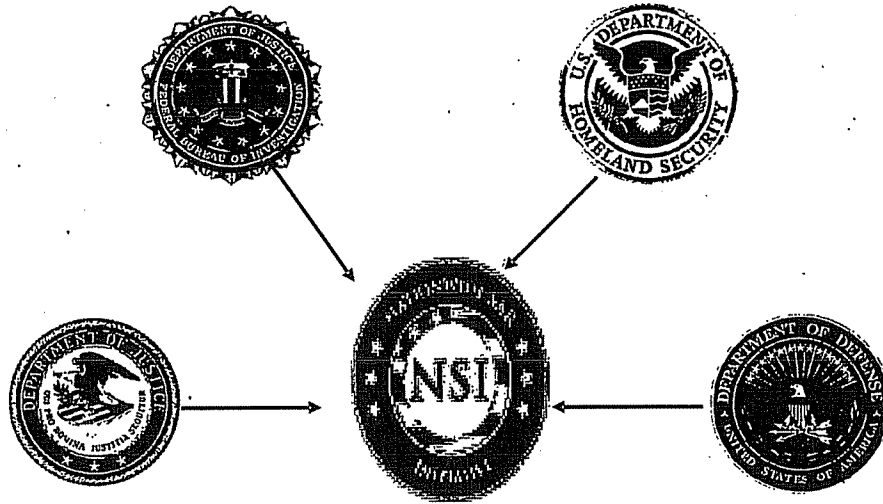 DEPARTMENT OF JUSTICE
FEDERAL BUREAU OF INVESTIGATION
U.S. DEPARTMENT OF
HOMELAND SECURITY
NSI
INITIATIVE
DEPARTMENT OF JUSTICE
QUI PRO DOMINA JUSTITIA SEQUITUR
DEPARTMENT OF DEFENSE
UNITED STATES OF AMERICA